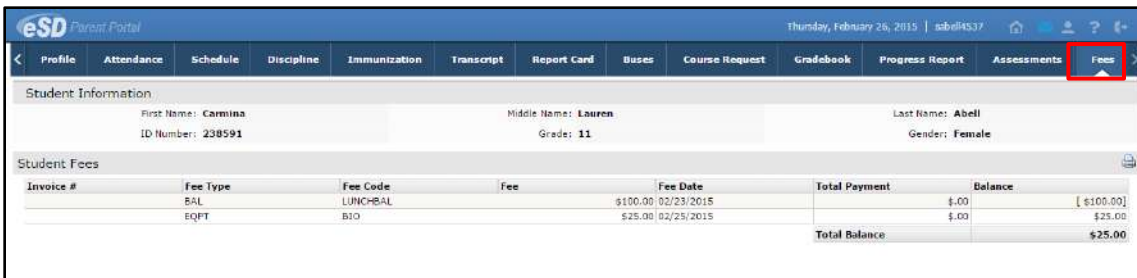 eSD Parent Portal Thursday, February 26, 2015 | sabell4537 ?
Profile Attendance Schedule Discipline Immunization Transcript Report Card Buses Course Request Gradebook Progress Report Assessments Fees
Student Information
First Name: Carmina Middle Name: Lauren Last Name: Abell
ID Number: 238591 Grade: 11 Gender: Female
Student Fees
Invoice # Fee Type Fee Code Fee Fee Date Total Payment Balance
BAL LUNCHBAL $100.00 02/23/2015 $.00 [ $100.00]
EQPT BIO $25.00 02/25/2015 $.00 $25.00
Total Balance $25.00